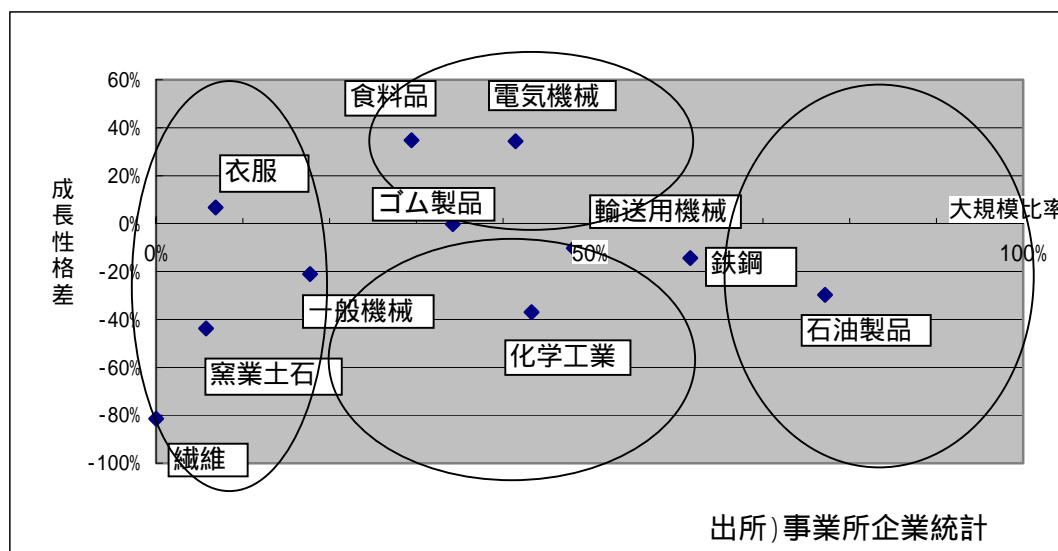 60%
食料品 電気機械
40%
衣服
20%
ゴム製品 輸送用機械
0% 大規模比率
0% 50% 100%
鉄鋼
-20%
一般機械
-40%
石油製品
化学工業
-60%
窯業土石
-80%
繊維
-100%
成長性格差
出所)事業所企業統計